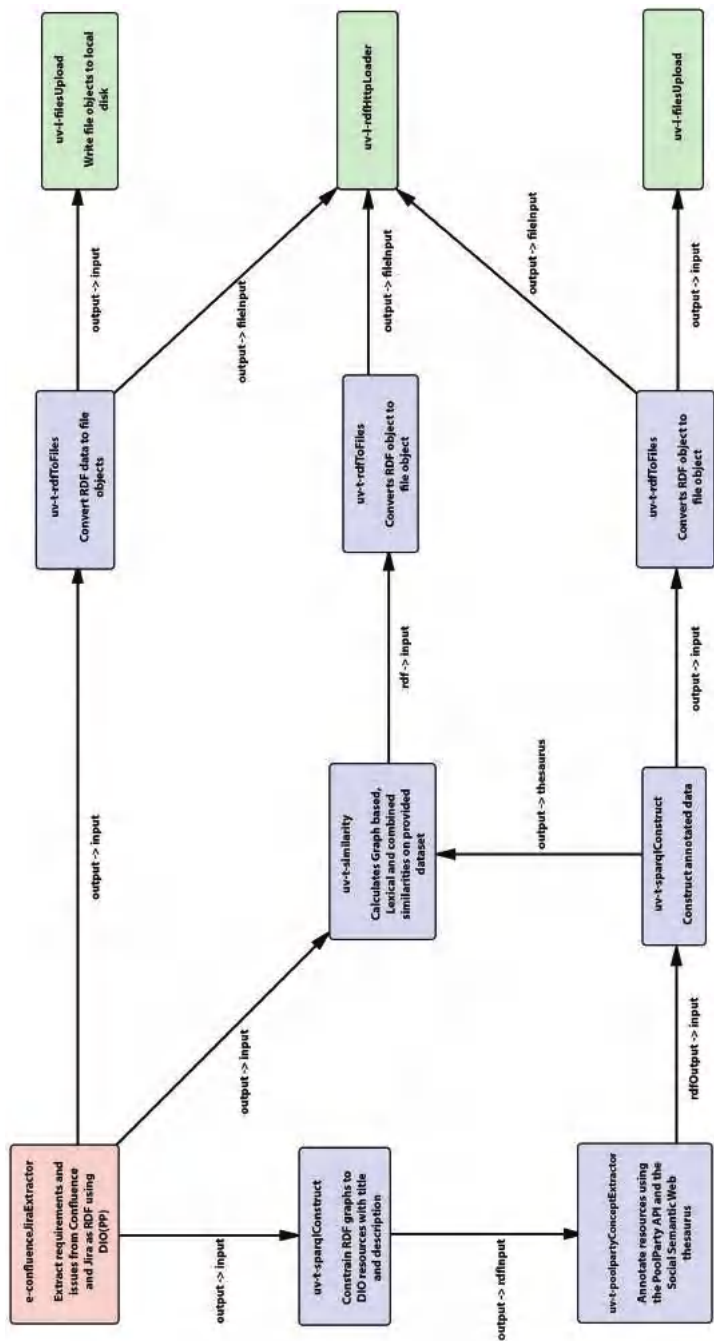 e-confluenceJiraExtractor
Extract requirements and
issues from Confluence
and Jira as RDF using
DIO(PP)
output -> input
uv-t-rdfToFiles
Convert RDF data to file
objects
output -> input
uv-l-filesUpload
Write file objects to local
disk
output -> fileInput
output -> input
output -> input
uv-t-sparqlConstruct
Constrain RDF graphs to
DIO resources with title
and description
uv-t-similarity
Calculates Graph based,
Lexical and combined
similarities on provided
dataset
rdf -> input
uv-t-rdfToFiles
Converts RDF object to
file object
output -> fileInput
uv-l-rdfHttpLoader
output -> rdfInput
output -> thesaurus
output -> fileInput
uv-t-poolpartyConceptExtractor
Annotate resources using
the PoolParty API and the
Social Semantic Web
thesaurus
rdfOutput -> input
uv-t-sparqlConstruct
Construct annotated data
output -> input
uv-t-rdfToFiles
Converts RDF object to
file object
output -> input
uv-l-filesUpload